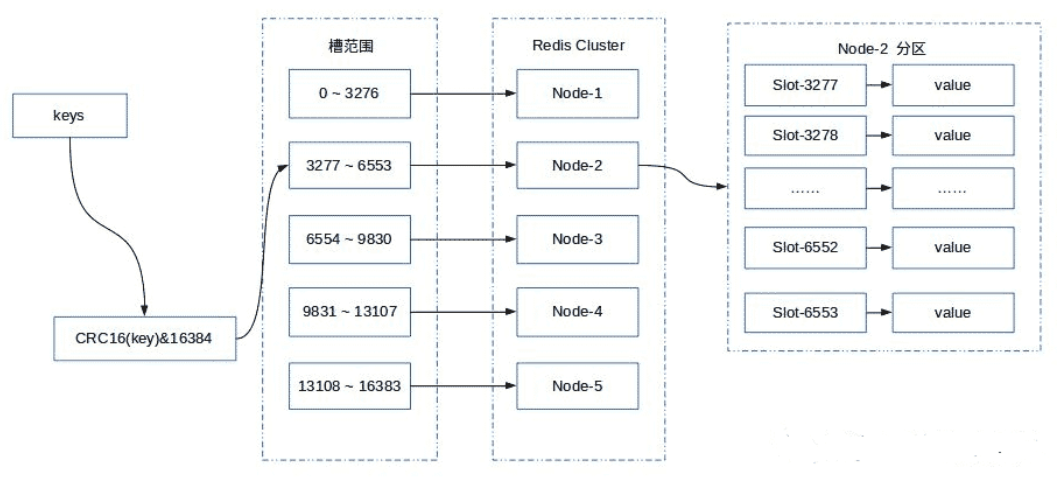 keys
CRC16(key)&16384
槽范围
0 ~ 3276
3277 ~ 6553
6554 ~ 9830
9831 ~ 13107
13108 ~ 16383
Redis Cluster
Node-1
Node-2
Node-3
Node-4
Node-5
Node-2 分区
Slot-3277 value
Slot-3278 value
…… ……
Slot-6552 value
Slot-6553 value